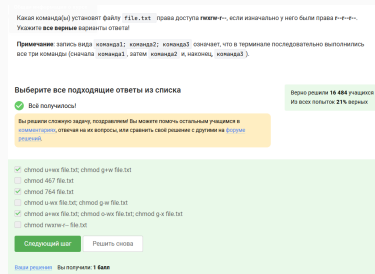 Какая команда(ы) установят файлу file.txt права доступа rwxrw-r--, если изначально у него были права r--r--r--.
Укажите все верные варианты ответа!
Примечание: запись вида команда1; команда2; команда3 означает, что в терминале последовательно выполнились
все три команды (сначала команда1, затем команда2 и, наконец, команда3).
Выберите все подходящие ответы из списка
Верно решили 16 484 учащихся
Из всех попыток 21% верных
Всё получилось!
Вы решили сложную задачу, поздравляем! Вы можете помочь остальным учащимся в
комментариях, отвечая на их вопросы, или сравнить своё решение с другими на форуме
решений.
chmod u+wx file.txt; chmod g+w file.txt
chmod 467 file.txt
chmod 764 file.txt
chmod u-wx file.txt; chmod g-w file.txt
chmod a+wx file.txt; chmod o-wx file.txt; chmod g-x file.txt
chmod rwxrw-r-- file.txt
Следующий шаг
Решить снова
Ваши решения Вы получили: 1 балл